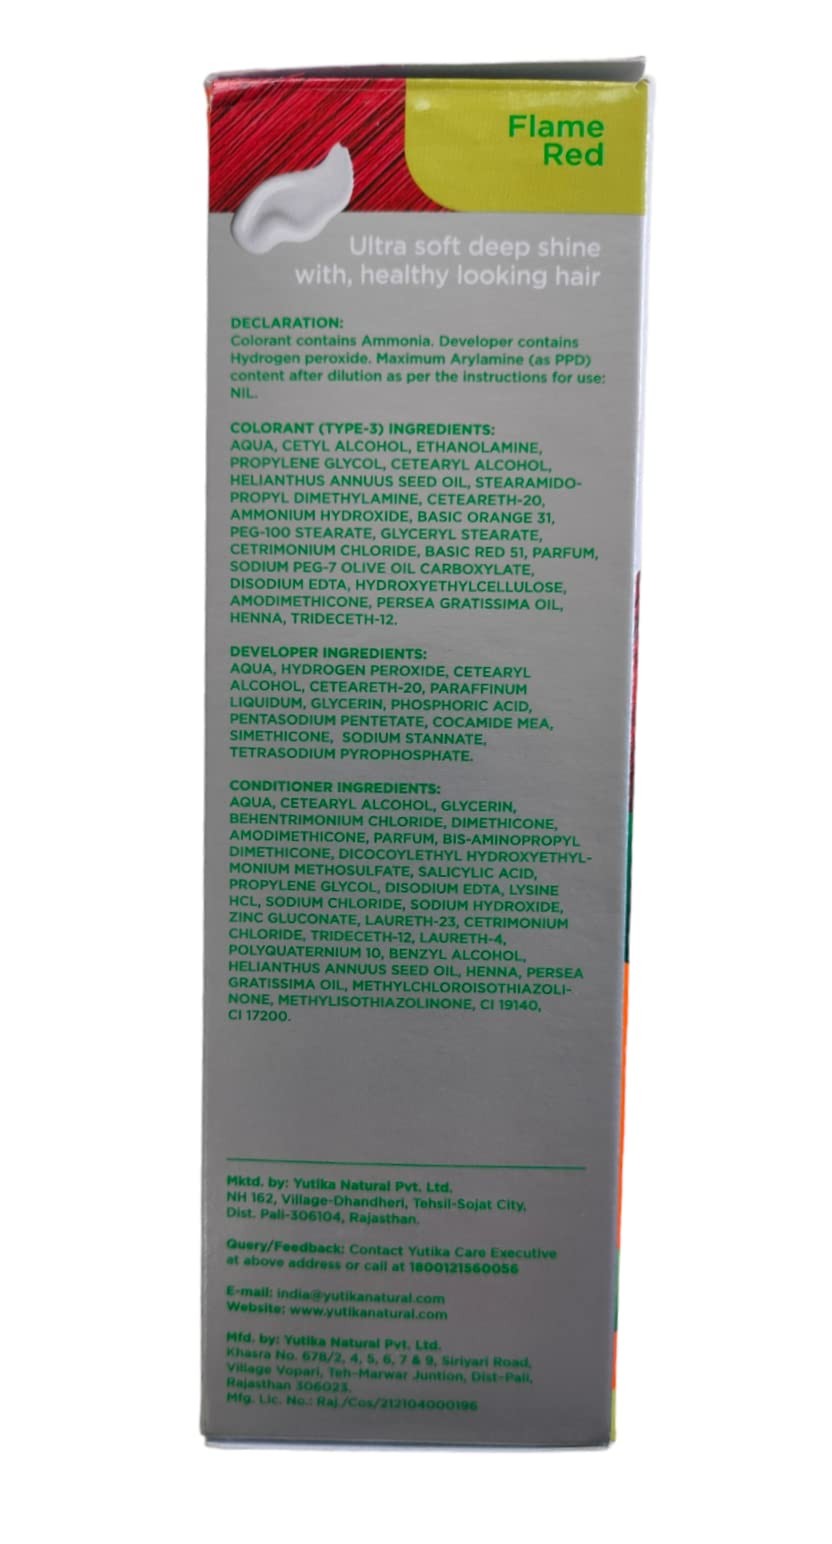 Flame
Red
Ultra soft deep shine
with, healthy looking hair
DECLARATION:
Colorant contains Ammonia. Developer contains
Hydrogen peroxide. Maximum Arylamine (as PPD)
content after dilution as per the instructions for use:
NIL.
COLORANT (TYPE-3) INGREDIENTS:
AQUA, CETYL ALCOHOL, ETHANOLAMINE,
PROPYLENE GLYCOL, CETEARYL ALCOHOL,
HELIANTHUS ANNUUS SEED OIL, STEARAMIDO-
PROPYL DIMETHYLAMINE, CETEARETH-20,
AMMONIUM HYDROXIDE, BASIC ORANGE 31,
PEG-100 STEARATE, GLYCERYL STEARATE,
CETRIMONIUM CHLORIDE, BASIC RED 51, PARFUM,
SODIUM PEG-7 OLIVE OIL CARBOXYLATE,
DISODIUM EDTA, HYDROXYETHYLCELLULOSE,
AMODIMETHICONE, PERSEA GRATISSIMA OIL,
HENNA, TRIDECETH-12.
DEVELOPER INGREDIENTS:
AQUA, HYDROGEN PEROXIDE, CETEARYL
ALCOHOL, CETEARETH-20, PARAFFINUM
LIQUIDUM, GLYCERIN, PHOSPHORIC ACID,
PENTASODIUM PENTETATE, COCAMIDE MEA,
SIMETHICONE, SODIUM STANNATE,
TETRASODIUM PYROPHOSPHATE.
CONDITIONER INGREDIENTS:
AQUA, CETEARYL ALCOHOL, GLYCERIN,
BEHENTRIMONIUM CHLORIDE, DIMETHICONE,
AMODIMETHICONE, PARFUM, BIS-AMINOPROPYL
DIMETHICONE, DICOCOYLETHYL HYDROXYETHYL-
MONIUM METHOSULFATE, SALICYLIC ACID,
PROPYLENE GLYCOL, DISODIUM EDTA, LYSINE
HCL, SODIUM CHLORIDE, SODIUM HYDROXIDE,
ZINC GLUCONATE, LAURETH-23, CETRIMONIUM
CHLORIDE, TRIDECETH-12, LAURETH-4,
POLYQUATERNIUM 10, BENZYL ALCOHOL,
HELIANTHUS ANNUUS SEED OIL, HENNA, PERSEA
GRATISSIMA OIL, METHYLCHLOROISOTHIAZOLI-
NONE, METHYLISOTHIAZOLINONE, CI 19140,
CI 17200.
Mktd. by: Yutika Natural Pvt. Ltd.
NH 162, Village-Dhandheri, Tehsil-Sojat City,
Dist. Pali-306104, Rajasthan.
Query/Feedback: Contact Yutika Care Executive
at above address or call at 1800121560056
E-mail: india@yutikanatural.com
Website: www.yutikanatural.com
Mfd. by: Yutika Natural Pvt. Ltd.
Khasra No. 678/2, 4, 5, 6, 7 & 9, Siriyari Road,
Village Vopari, Teh-Marwar Juntion, Dist-Pali,
Rajasthan 306023.
Mfg. Lic. No.: Raj./Cos/212104000196